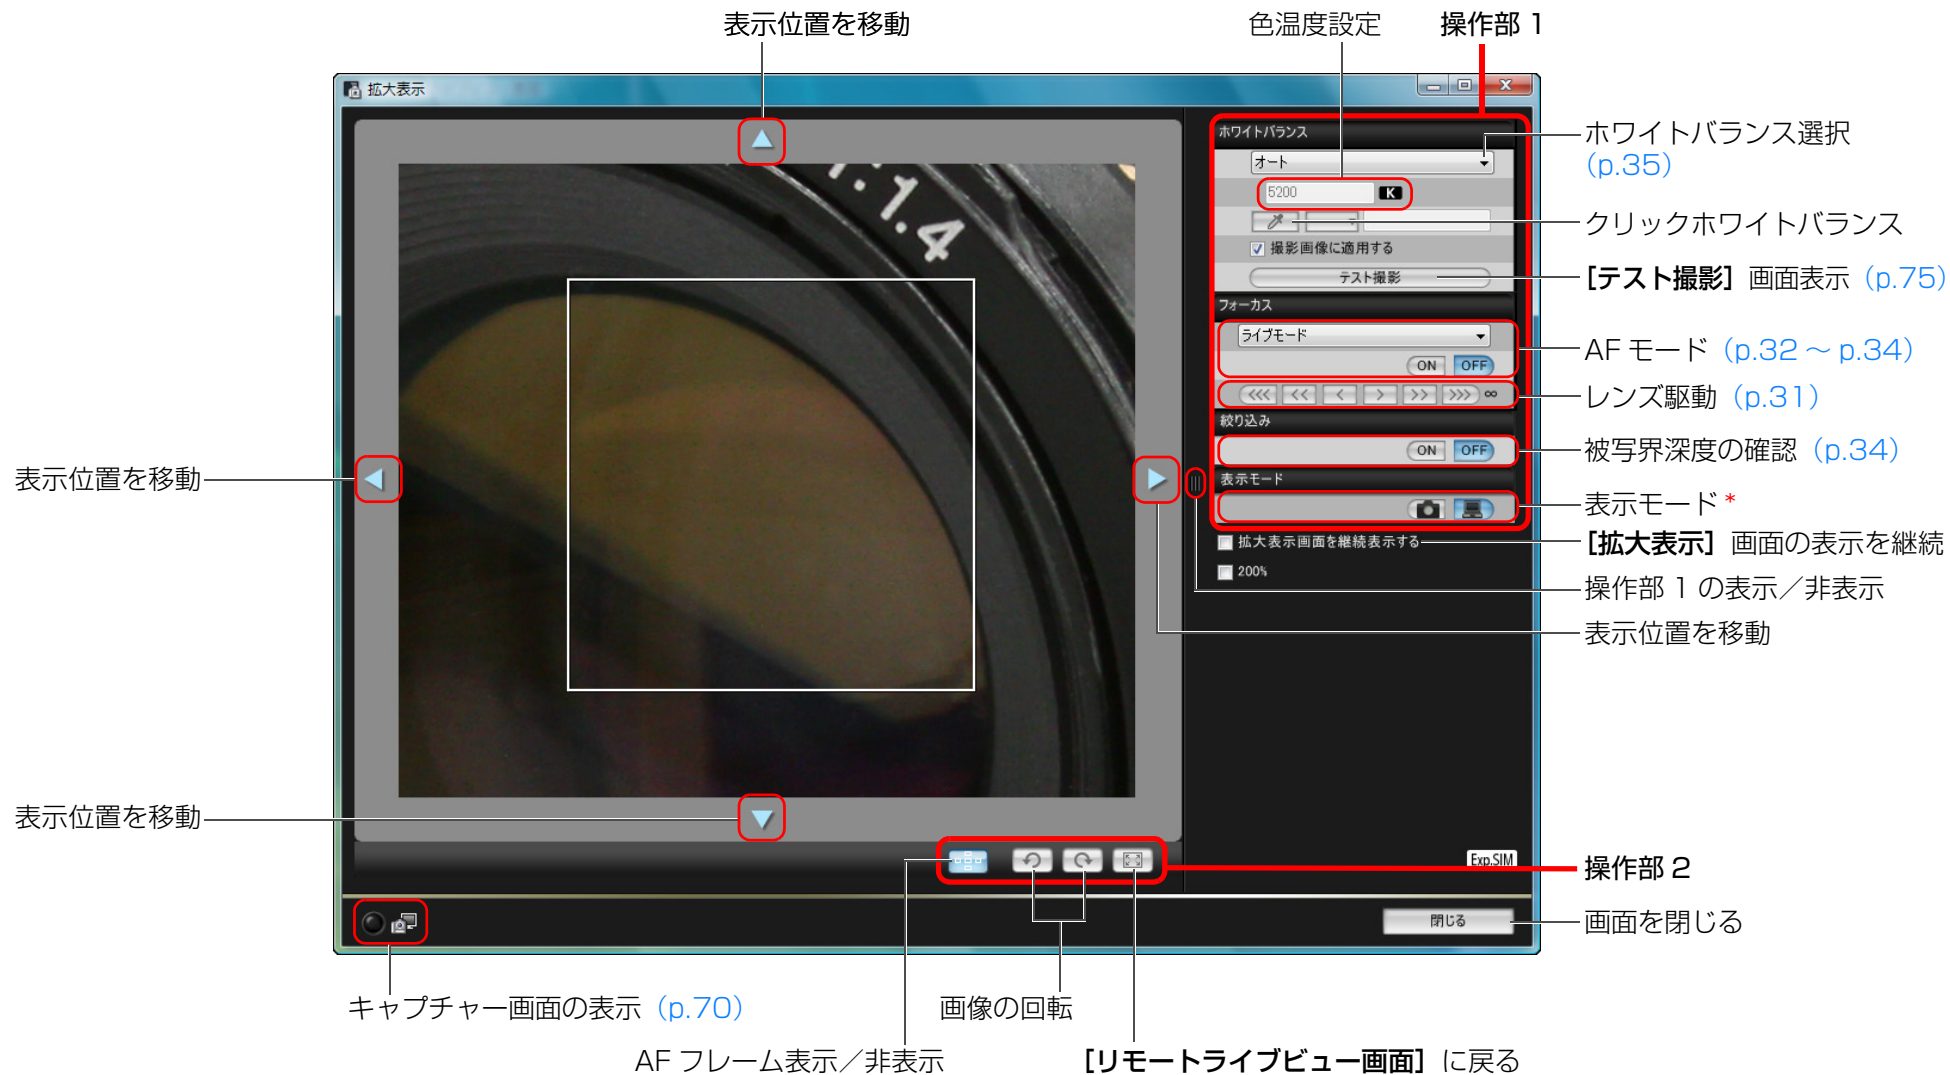 表示位置を移動
色温度設定
操作部 1
拡大表示
ホワイトバランス
オート
5200 K
撮影画像に適用する
テスト撮影
フォーカス
ライブモード
ON OFF
<<< << < > >> >>> ∞
絞り込み
ON OFF
表示モード
拡大表示画面を継続表示する
200%
1:1.4
ホワイトバランス選択
(p.35)
クリックホワイトバランス
[テスト撮影] 画面表示 (p.75)
AF モード (p.32 ～ p.34)
レンズ駆動 (p.31)
被写界深度の確認 (p.34)
表示モード *
[拡大表示] 画面の表示を継続
操作部 1 の表示／非表示
表示位置を移動
表示位置を移動
表示位置を移動
Exp.SIM
操作部 2
閉じる
画面を閉じる
キャプチャー画面の表示 (p.70)
画像の回転
AF フレーム表示／非表示
[リモートライブビュー画面] に戻る